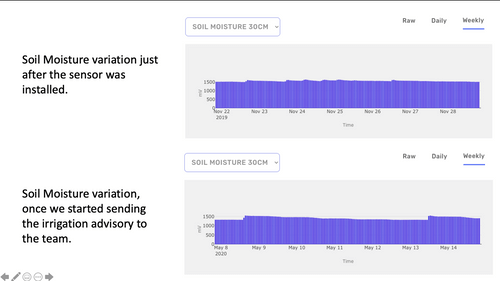 SOIL MOISTURE 30CM
Raw Daily Weekly
Soil Moisture variation just
after the sensor was
installed.
1500
1000
500
0
mV
Nov 22 Nov 23 Nov 24 Nov 25 Nov 26 Nov 27 Nov 28
2019
Time
SOIL MOISTURE 30CM
Raw Daily Weekly
Soil Moisture variation,
once we started sending
the irrigation advisory to
the team.
1500
1000
500
0
mV
May 8 May 9 May 10 May 11 May 12 May 13 May 14
2020
Time